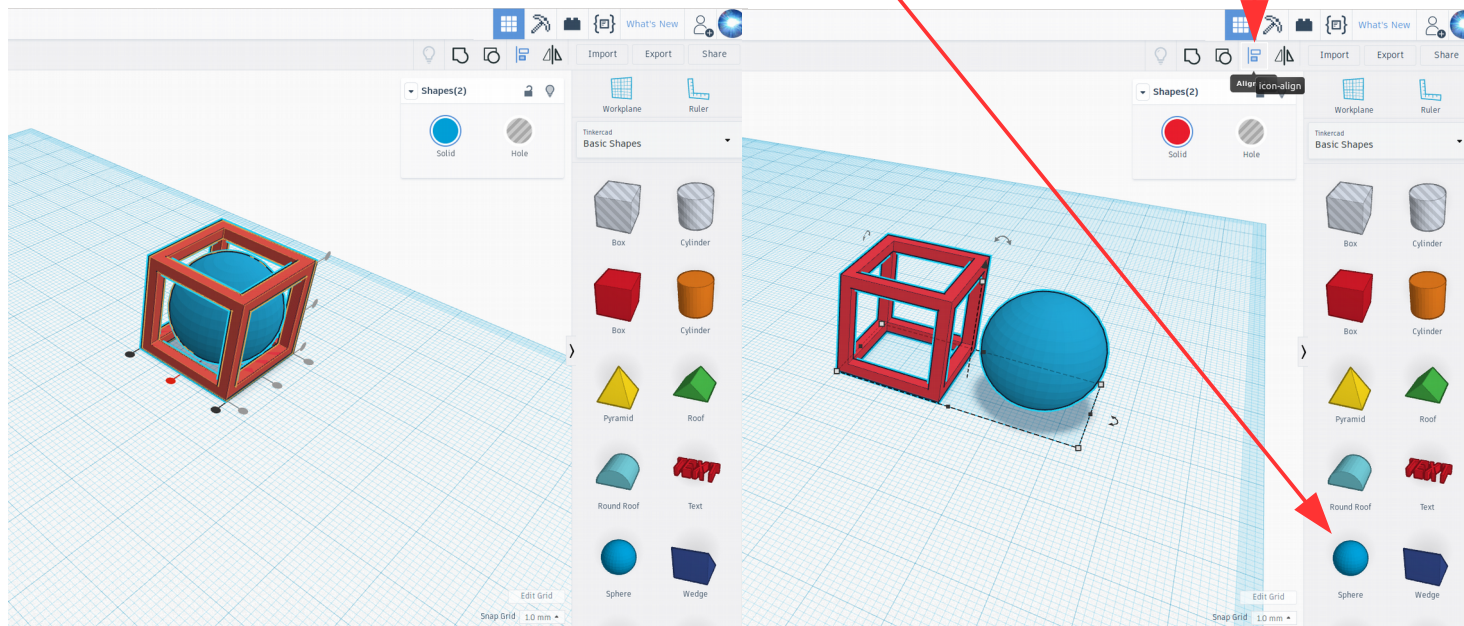 What's New
Import Export Share
Shapes(2)
Solid Hole
Workplane Ruler
Tinkercad
Basic Shapes
Box Cylinder
Box Cylinder
Pyramid Roof
Round Roof Text
TEXT
Sphere Wedge
Edit Grid
Snap Grid 1.0 mm
What's New
Import Export Share
Align
icon-align
Shapes(2)
Solid Hole
Workplane Ruler
Tinkercad
Basic Shapes
Box Cylinder
Box Cylinder
Pyramid Roof
TEXT
Round Roof Text
Sphere Wedge
Edit Grid
Snap Grid 1.0 mm